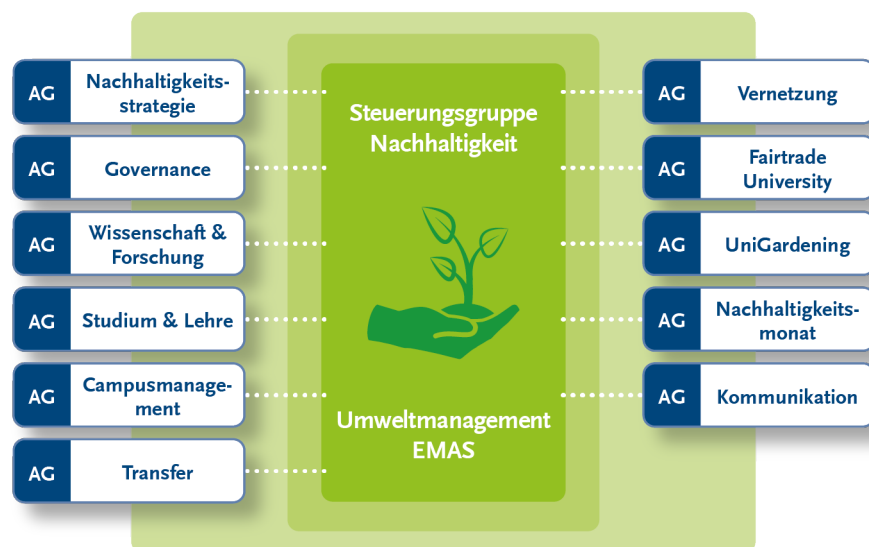 AG Nachhaltigkeits-
strategie
AG Governance
AG Wissenschaft &
Forschung
AG Studium & Lehre
AG Campusmanage-
ment
AG Transfer
Steuerungsgruppe
Nachhaltigkeit
Umweltmanagement
EMAS
AG Vernetzung
AG Fairtrade
University
AG UniGardening
AG Nachhaltigkeits-
monat
AG Kommunikation